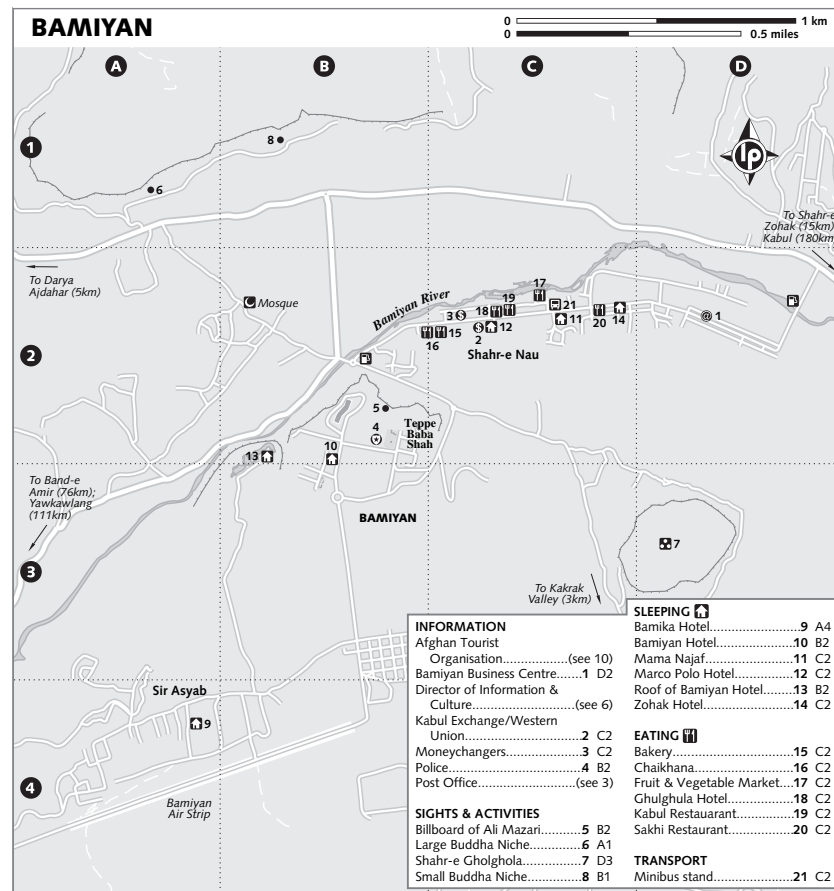 BAMIYAN
0 1 km
0 0.5 miles
A B C D
1
8
6
lp
To Shahr-e
Zohak (15km);
Kabul (180km)
To Darya
Ajdahar (5km)
Mosque
Bamiyan River
17
19
18
21
3
12
11
20
14
1
16
15
2
Shahr-e Nau
2
5
4
Teppe
Baba
Shah
13
10
To Band-e
Amir (76km);
Yawkawlang
(111km)
BAMIYAN
7
3
To Kakrak
Valley (3km)
Sir Asyab
9
4
Bamiyan
Air Strip
INFORMATION
Afghan Tourist
Organisation..................(see 10)
Bamiyan Business Centre.......1 D2
Director of Information &
Culture..........................(see 6)
Kabul Exchange/Western
Union..............................2 C2
Moneychangers....................3 C2
Police....................................4 B2
Post Office.........................(see 3)
SIGHTS & ACTIVITIES
Billboard of Ali Mazari............5 B2
Large Buddha Niche..............6 A1
Shahr-e Gholghola................7 D3
Small Buddha Niche...............8 B1
SLEEPING
Bamika Hotel.........................9 A4
Bamiyan Hotel.....................10 B2
Mama Najaf........................11 C2
Marco Polo Hotel................12 C2
Roof of Bamiyan Hotel........13 B2
Zohak Hotel........................14 C2
EATING
Bakery.................................15 C2
Chaikhana...........................16 C2
Fruit & Vegetable Market....17 C2
Ghulghula Hotel..................18 C2
Kabul Restauarant...............19 C2
Sakhi Restaurant.................20 C2
TRANSPORT
Minibus stand.....................21 C2